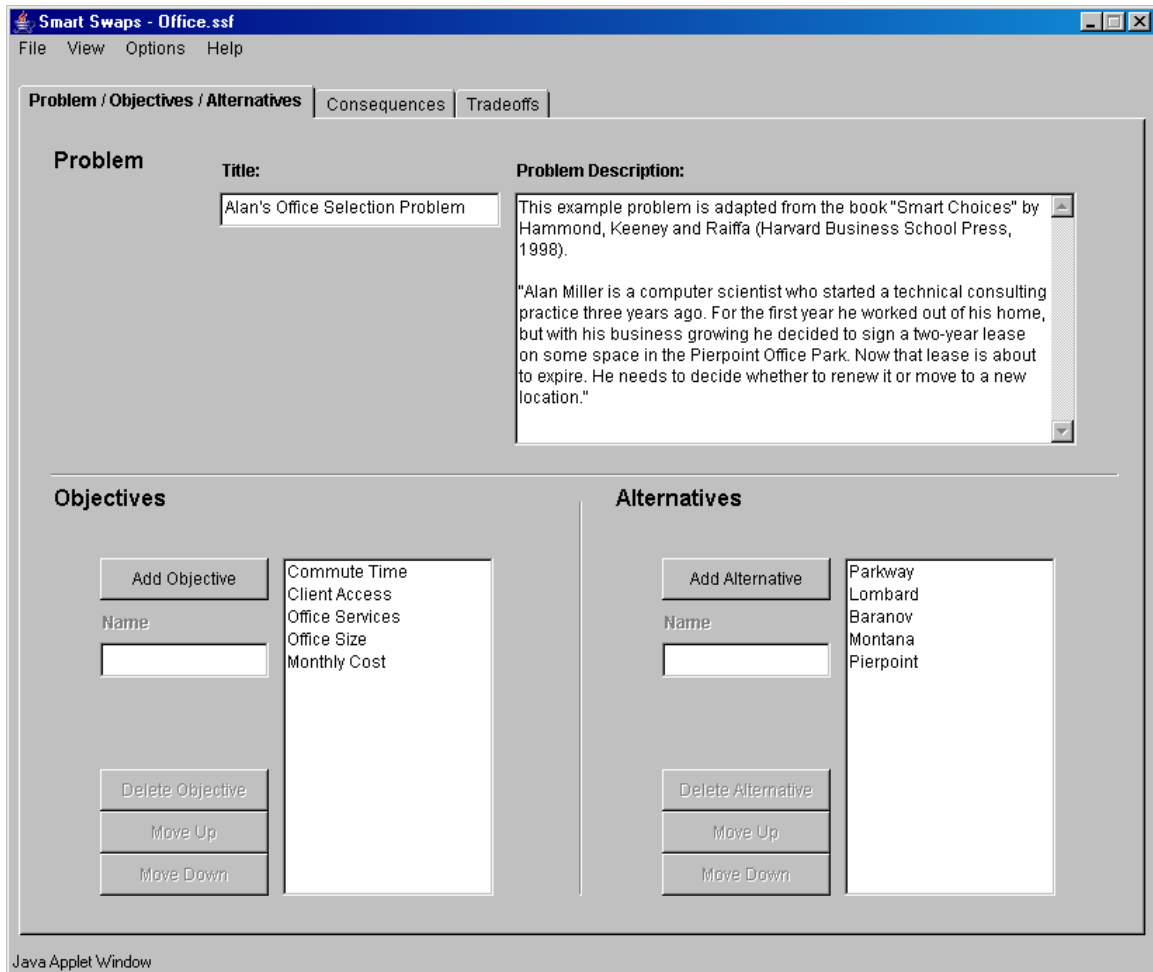 Smart Swaps - Office.ssf
File View Options Help
Problem / Objectives / Alternatives Consequences Tradeoffs
Problem
Title:
Alan's Office Selection Problem
Problem Description:
This example problem is adapted from the book "Smart Choices" by
Hammond, Keeney and Raiffa (Harvard Business School Press,
1998).
"Alan Miller is a computer scientist who started a technical consulting
practice three years ago. For the first year he worked out of his home,
but with his business growing he decided to sign a two-year lease
on some space in the Pierpoint Office Park. Now that lease is about
to expire. He needs to decide whether to renew it or move to a new
location."
Objectives
Add Objective
Name
Commute Time
Client Access
Office Services
Office Size
Monthly Cost
Delete Objective
Move Up
Move Down
Alternatives
Add Alternative
Name
Parkway
Lombard
Baranov
Montana
Pierpoint
Delete Alternative
Move Up
Move Down
Java Applet Window